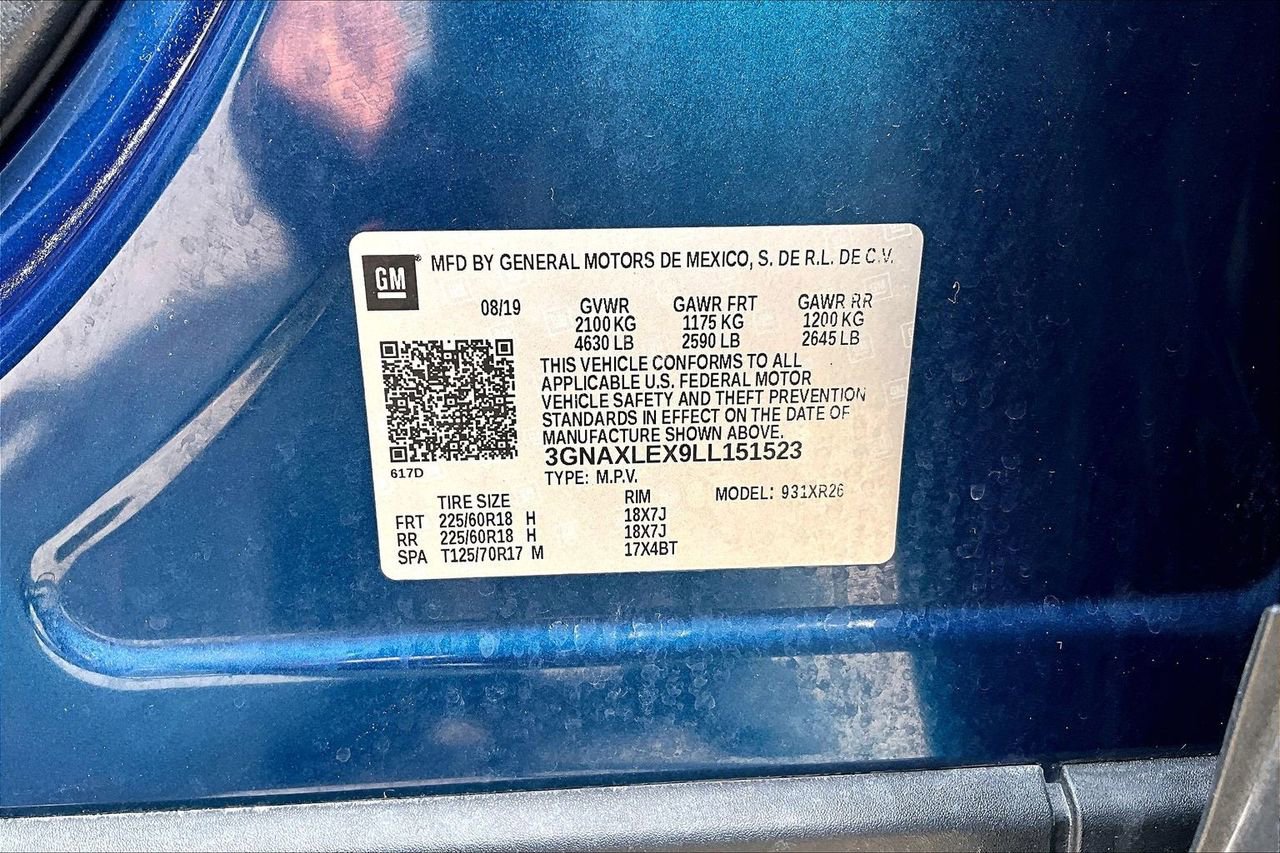 GM® MFD BY GENERAL MOTORS DE MEXICO, S. DE R.L. DE C.V.
08/19 GVWR GAWR FRT GAWR RR
2100 KG 1175 KG 1200 KG
4630 LB 2590 LB 2645 LB
THIS VEHICLE CONFORMS TO ALL
APPLICABLE U.S. FEDERAL MOTOR
VEHICLE SAFETY AND THEFT PREVENTION
STANDARDS IN EFFECT ON THE DATE OF
MANUFACTURE SHOWN ABOVE.
3GNAXLEX9LL151523
617D
TYPE: M.P.V.
TIRE SIZE RIM MODEL: 931XR26
FRT 225/60R18 H 18X7J
RR 225/60R18 H 18X7J
SPA T125/70R17 M 17X4BT